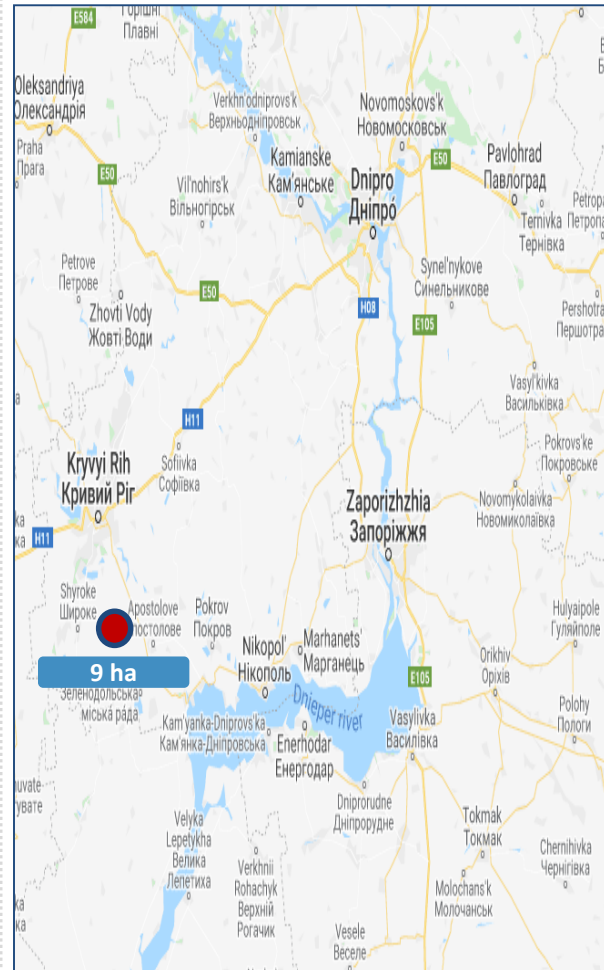 E584
Горішні
Плавні
Oleksandriya
Олександрія
Verkhn'odniprovs'k
Верхньодніпровськ
Novomoskovs'k
Новомосковськ
Praha
Прага
E50
Kamianske
Кам'янське
E50
Pavlohrad
Павлоград
Vil'nohirs'k
Вільногірськ
Dnipro
Дніпро́
Ternivka
Тернівка
Petrove
Петрове
Synel'nykove
Синельникове
E50
Zhovti Vody
Жовті Води
H08
E105
Pershotra
Першотра
Vasyl'kivka
Васильківка
H11
Sofiivka
Софіївка
Pokrovs'ke
Покровське
Kryvyi Rih
Кривий Ріг
Zaporizhzhia
Запоріжжя
Novomykolaivka
Новомиколаївка
H11
Shyroke
Широке
Apostolove
постолове
Pokrov
Покров
Hulyaipole
Гуляйполе
Nikopol'
Нікополь
Marhanets'
Марганець
Orikhiv
Оріхів
9 ha
E105
Зеленодольська
міська рада
Dnieper river
Polohy
Пологи
Kam'yanka-Dniprovs'ka
Кам'янка-Дніпровська
Vasylivka
Василівка
Enerhodar
Енергодар
Dniprorudne
Дніпрорудне
Velyka
Lepetykha
Велика
Лепетиха
Tokmak
Токмак
Verkhnii
Rohachyk
Верхній
Рогачик
Chernihivka
Чернігівка
Molochans'k
Молочанськ
Vesele
Веселе